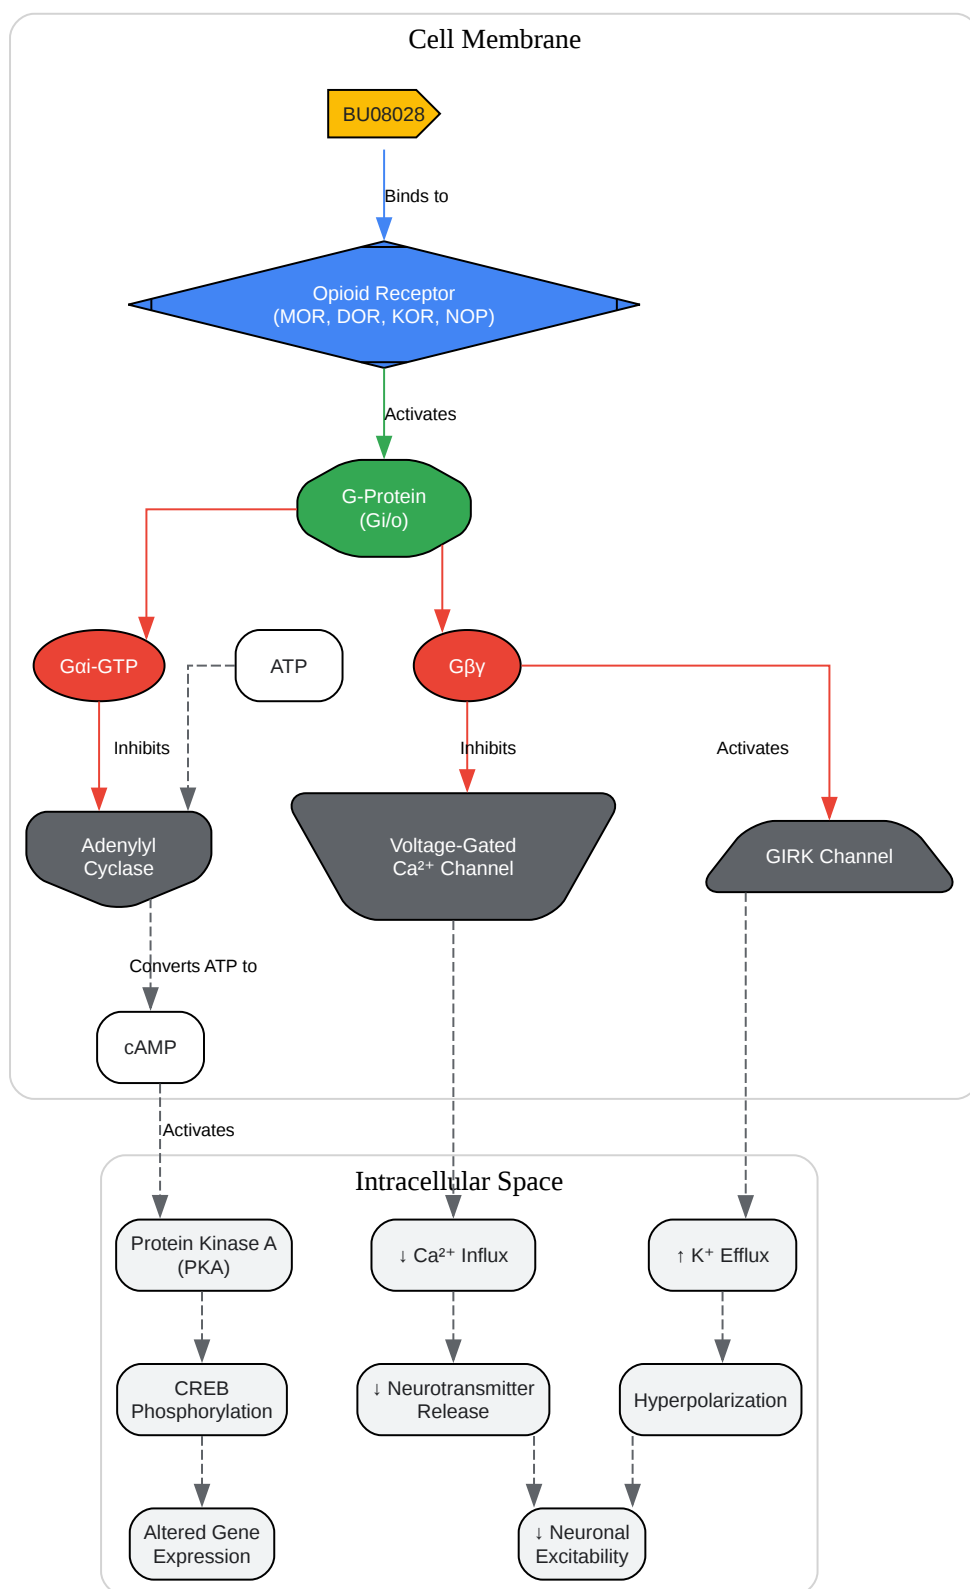 Cell Membrane
BU08028
Binds to
Opioid Receptor
(MOR, DOR, KOR, NOP)
Activates
G-Protein
(Gi/o)
Gαi-GTP
ATP
Gβγ
Inhibits
Inhibits
Activates
Adenylyl
Cyclase
Voltage-Gated
Ca²⁺ Channel
GIRK Channel
Converts ATP to
cAMP
Activates
Intracellular Space
Protein Kinase A
(PKA)
↓ Ca²⁺ Influx
↑ K⁺ Efflux
CREB
Phosphorylation
↓ Neurotransmitter
Release
Hyperpolarization
Altered Gene
Expression
↓ Neuronal
Excitability